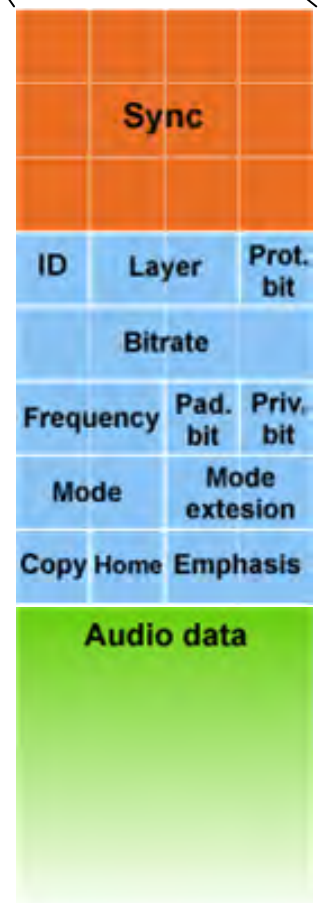 Sync
ID Layer Prot. bit
Bitrate
Frequency Pad. bit Priv. bit
Mode Mode extesion
Copy Home Emphasis
Audio data